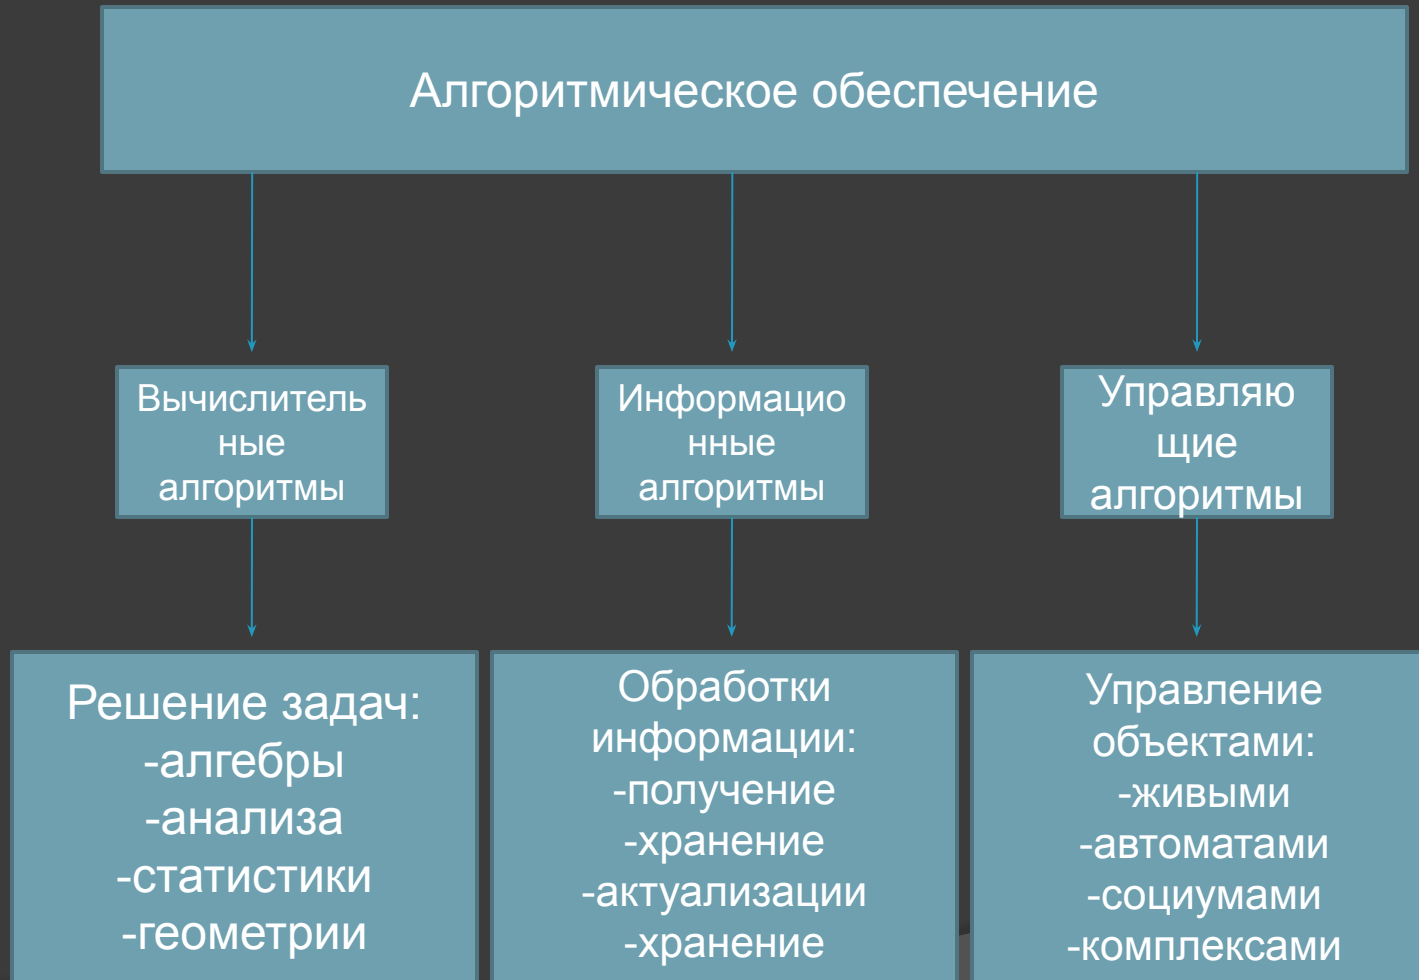 Алгоритмическое обеспечение
Вычислитель
ные
алгоритмы
Информацио
нные
алгоритмы
Управляю
щие
алгоритмы
Решение задач:
-алгебры
-анализа
-статистики
-геометрии
Обработки
информации:
-получение
-хранение
-актуализации
-хранение
Управление
объектами:
-живыми
-автоматами
-социумами
-комплексами